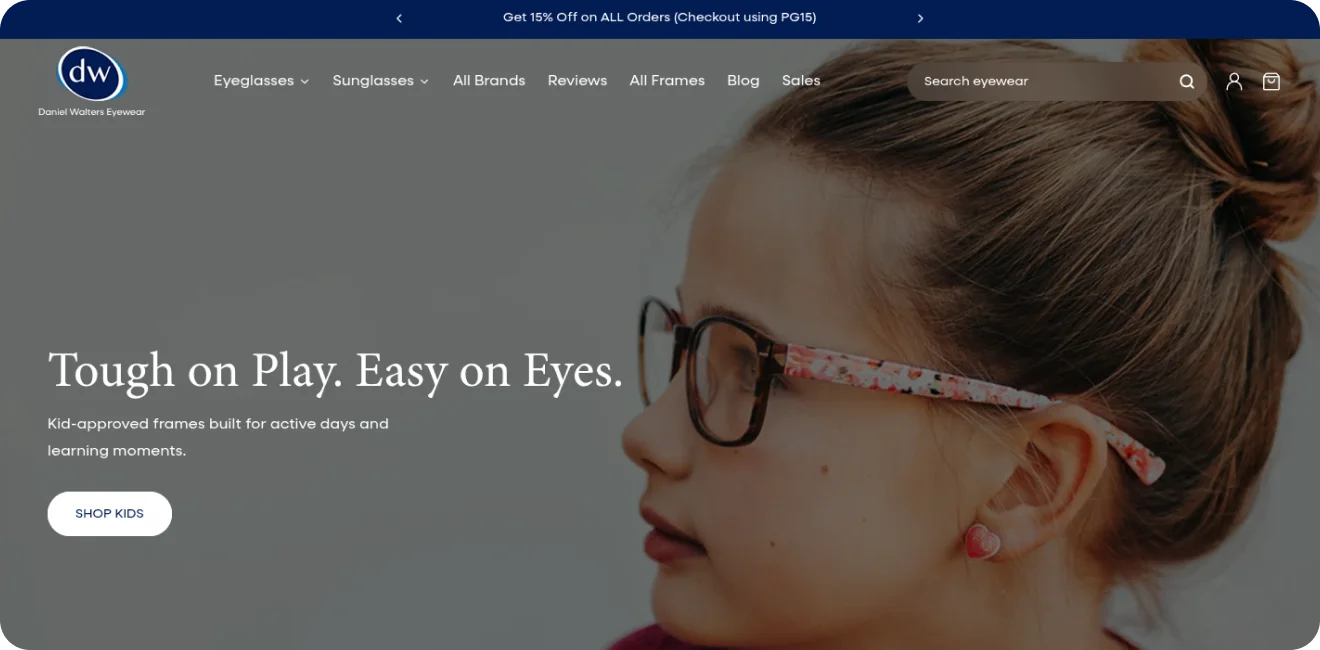 Get 15% Off on ALL Orders (Checkout using PG15)
dw
Daniel Walters Eyewear
Eyeglasses
Sunglasses
All Brands
Reviews
All Frames
Blog
Sales
Search eyewear
Tough on Play. Easy on Eyes.
Kid-approved frames built for active days and
learning moments.
SHOP KIDS